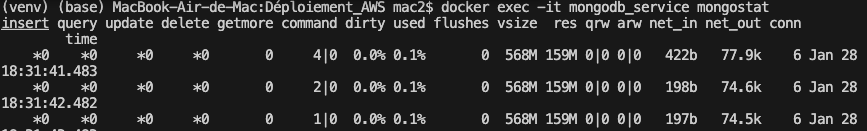 (venv) (base) MacBook-Air-de-Mac:Déploiement_AWS mac2$ docker exec -it mongodb_service mongostat
insert query update delete getmore command dirty used flushes vsize  res qrw arw net_in net_out conn
         time
    *0    *0     *0     *0       0     4|0  0.0% 0.1%       0  568M 159M 0|0 0|0   422b   77.9k    6 Jan 28
18:31:41.483
    *0    *0     *0     *0       0     2|0  0.0% 0.1%       0  568M 159M 0|0 0|0   198b   74.6k    6 Jan 28
18:31:42.482
    *0    *0     *0     *0       0     1|0  0.0% 0.1%       0  568M 159M 0|0 0|0   197b   74.5k    6 Jan 28